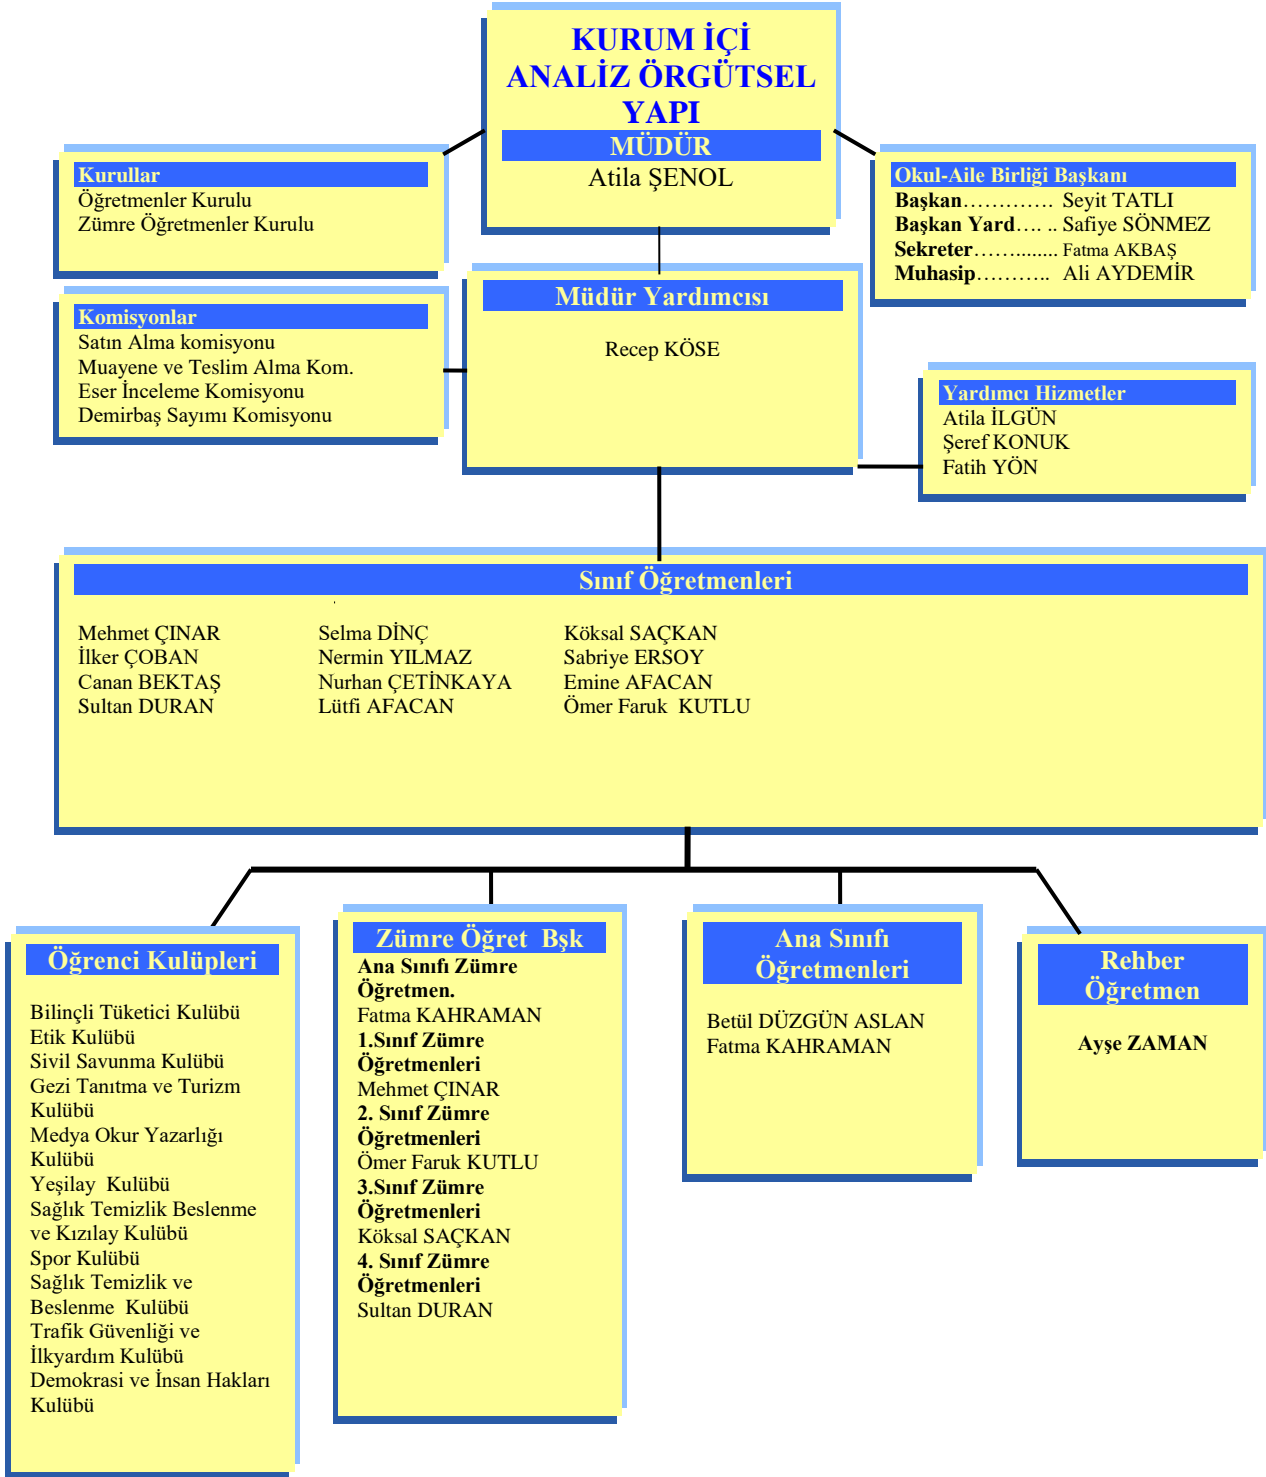 KURUM İÇİ
ANALİZ ÖRGÜTSEL
YAPI
MÜDÜR
Atila ŞENOL
Kurullar
Öğretmenler Kurulu
Zümre Öğretmenler Kurulu
Okul-Aile Birliği Başkanı
Başkan…………. Seyit TATLI
Başkan Yard…. .. Safiye SÖNMEZ
Sekreter……........ Fatma AKBAŞ
Muhasip……….. Ali AYDEMİR
Komisyonlar
Satın Alma komisyonu
Muayene ve Teslim Alma Kom.
Eser İnceleme Komisyonu
Demirbaş Sayımı Komisyonu
Müdür Yardımcısı
Recep KÖSE
Yardımcı Hizmetler
Atila İLGÜN
Şeref KONUK
Fatih YÖN
Sınıf Öğretmenleri
Mehmet ÇINAR Selma DİNÇ Köksal SAÇKAN
İlker ÇOBAN Nermin YILMAZ Sabriye ERSOY
Canan BEKTAŞ Nurhan ÇETİNKAYA Emine AFACAN
Sultan DURAN Lütfi AFACAN Ömer Faruk KUTLU
Öğrenci Kulüpleri
Bilinçli Tüketici Kulübü
Etik Kulübü
Sivil Savunma Kulübü
Gezi Tanıtma ve Turizm
Kulübü
Medya Okur Yazarlığı
Kulübü
Yeşilay Kulübü
Sağlık Temizlik Beslenme
ve Kızılay Kulübü
Spor Kulübü
Sağlık Temizlik ve
Beslenme Kulübü
Trafik Güvenliği ve
İlkyardım Kulübü
Demokrasi ve İnsan Hakları
Kulübü
Zümre Öğret Bşk
Ana Sınıfı Zümre
Öğretmen.
Fatma KAHRAMAN
1.Sınıf Zümre
Öğretmenleri
Mehmet ÇINAR
2. Sınıf Zümre
Öğretmenleri
Ömer Faruk KUTLU
3.Sınıf Zümre
Öğretmenleri
Köksal SAÇKAN
4. Sınıf Zümre
Öğretmenleri
Sultan DURAN
Ana Sınıfı
Öğretmenleri
Betül DÜZGÜN ASLAN
Fatma KAHRAMAN
Rehber
Öğretmen
Ayşe ZAMAN